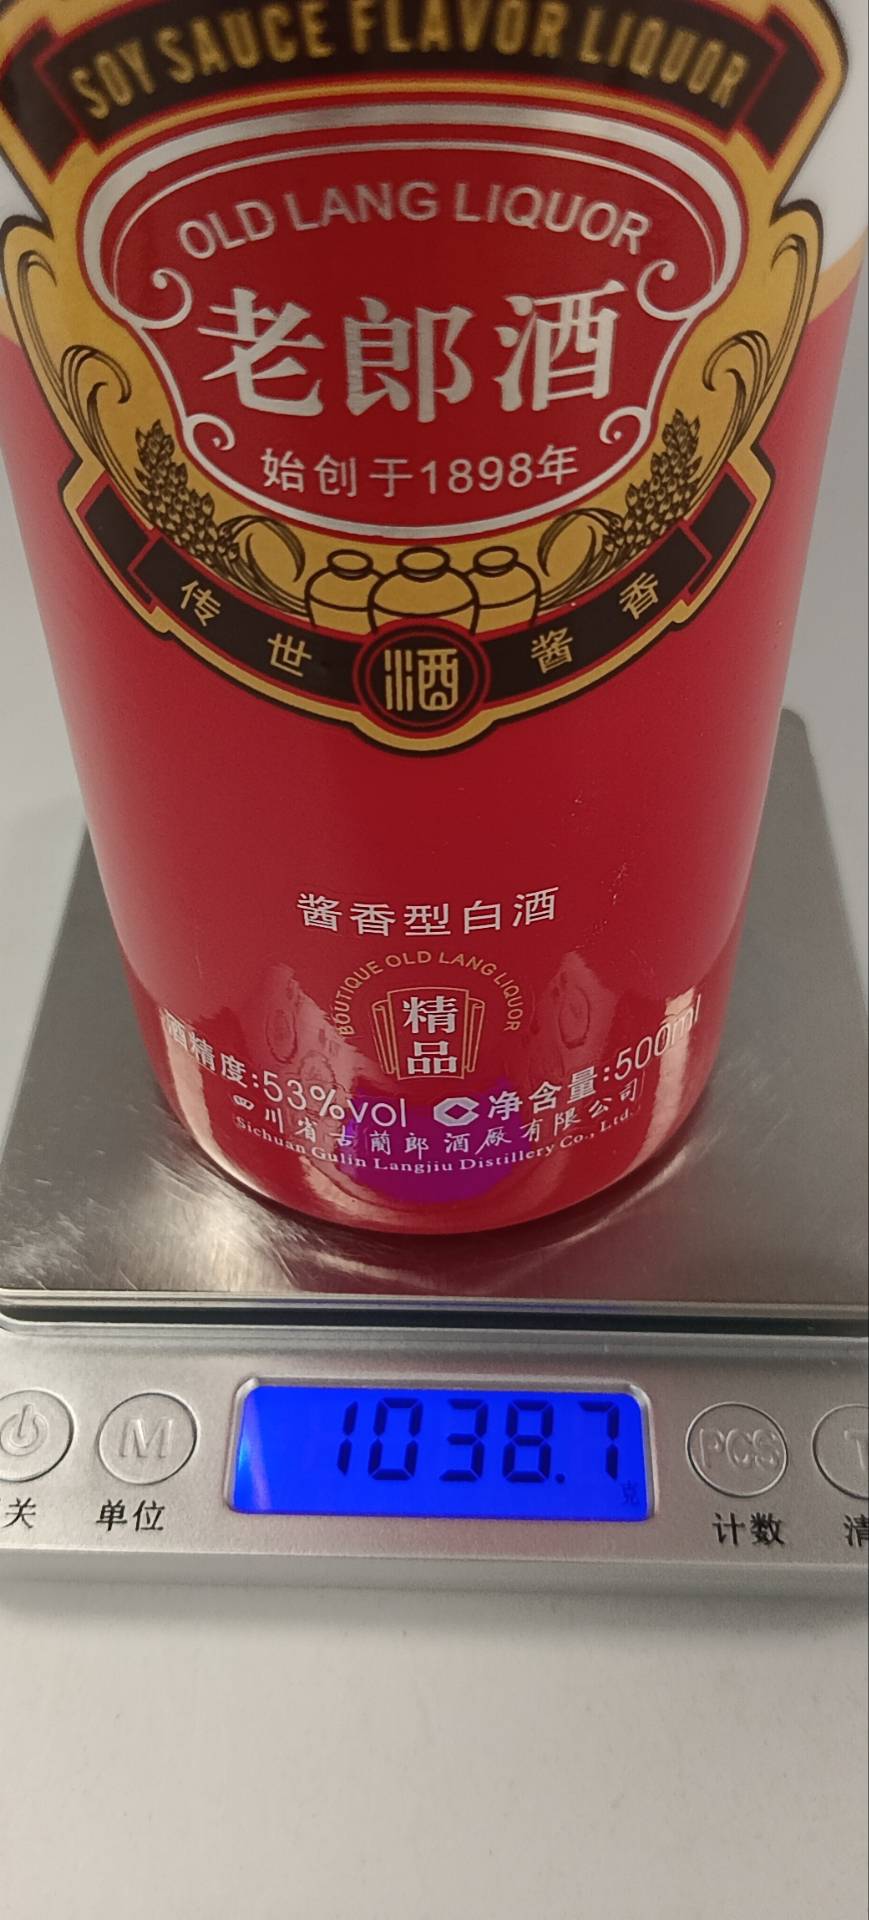 SOY SAUCE FLAVOR LIQUOR
OLD LANG LIQUOR
老郎酒
始创于1898年
传世 酒 酱香
酱香型白酒
BOUTIQUE OLD LANG LIQUOR
精
品
酒精度:53%vol 净含量:500ml
四川省古蔺郎酒厰有限公司
Sichuan Gulin Langjiu Distillery Co., Ltd.
1038.7
克
M PCS T
关 单位 计数 清